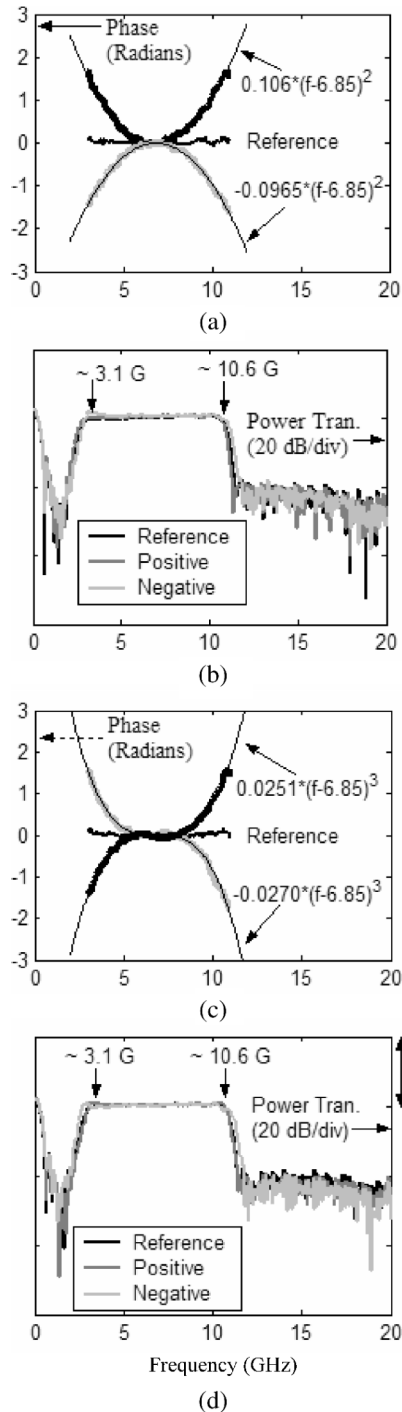 Phase
(Radians)
3
2
1
0
-1
-2
-3
0.106*(f-6.85)^2
Reference
-0.0965*(f-6.85)^2
0 5 10 15 20
(a)
~ 3.1 G ~ 10.6 G
Power Tran.
(20 dB/div)
Reference
Positive
Negative
0 5 10 15 20
(b)
Phase
(Radians)
3
2
1
0
-1
-2
-3
0.0251*(f-6.85)^3
Reference
-0.0270*(f-6.85)^3
0 5 10 15 20
(c)
~ 3.1 G ~ 10.6 G
Power Tran.
(20 dB/div)
Reference
Positive
Negative
0 5 10 15 20
Frequency (GHz)
(d)